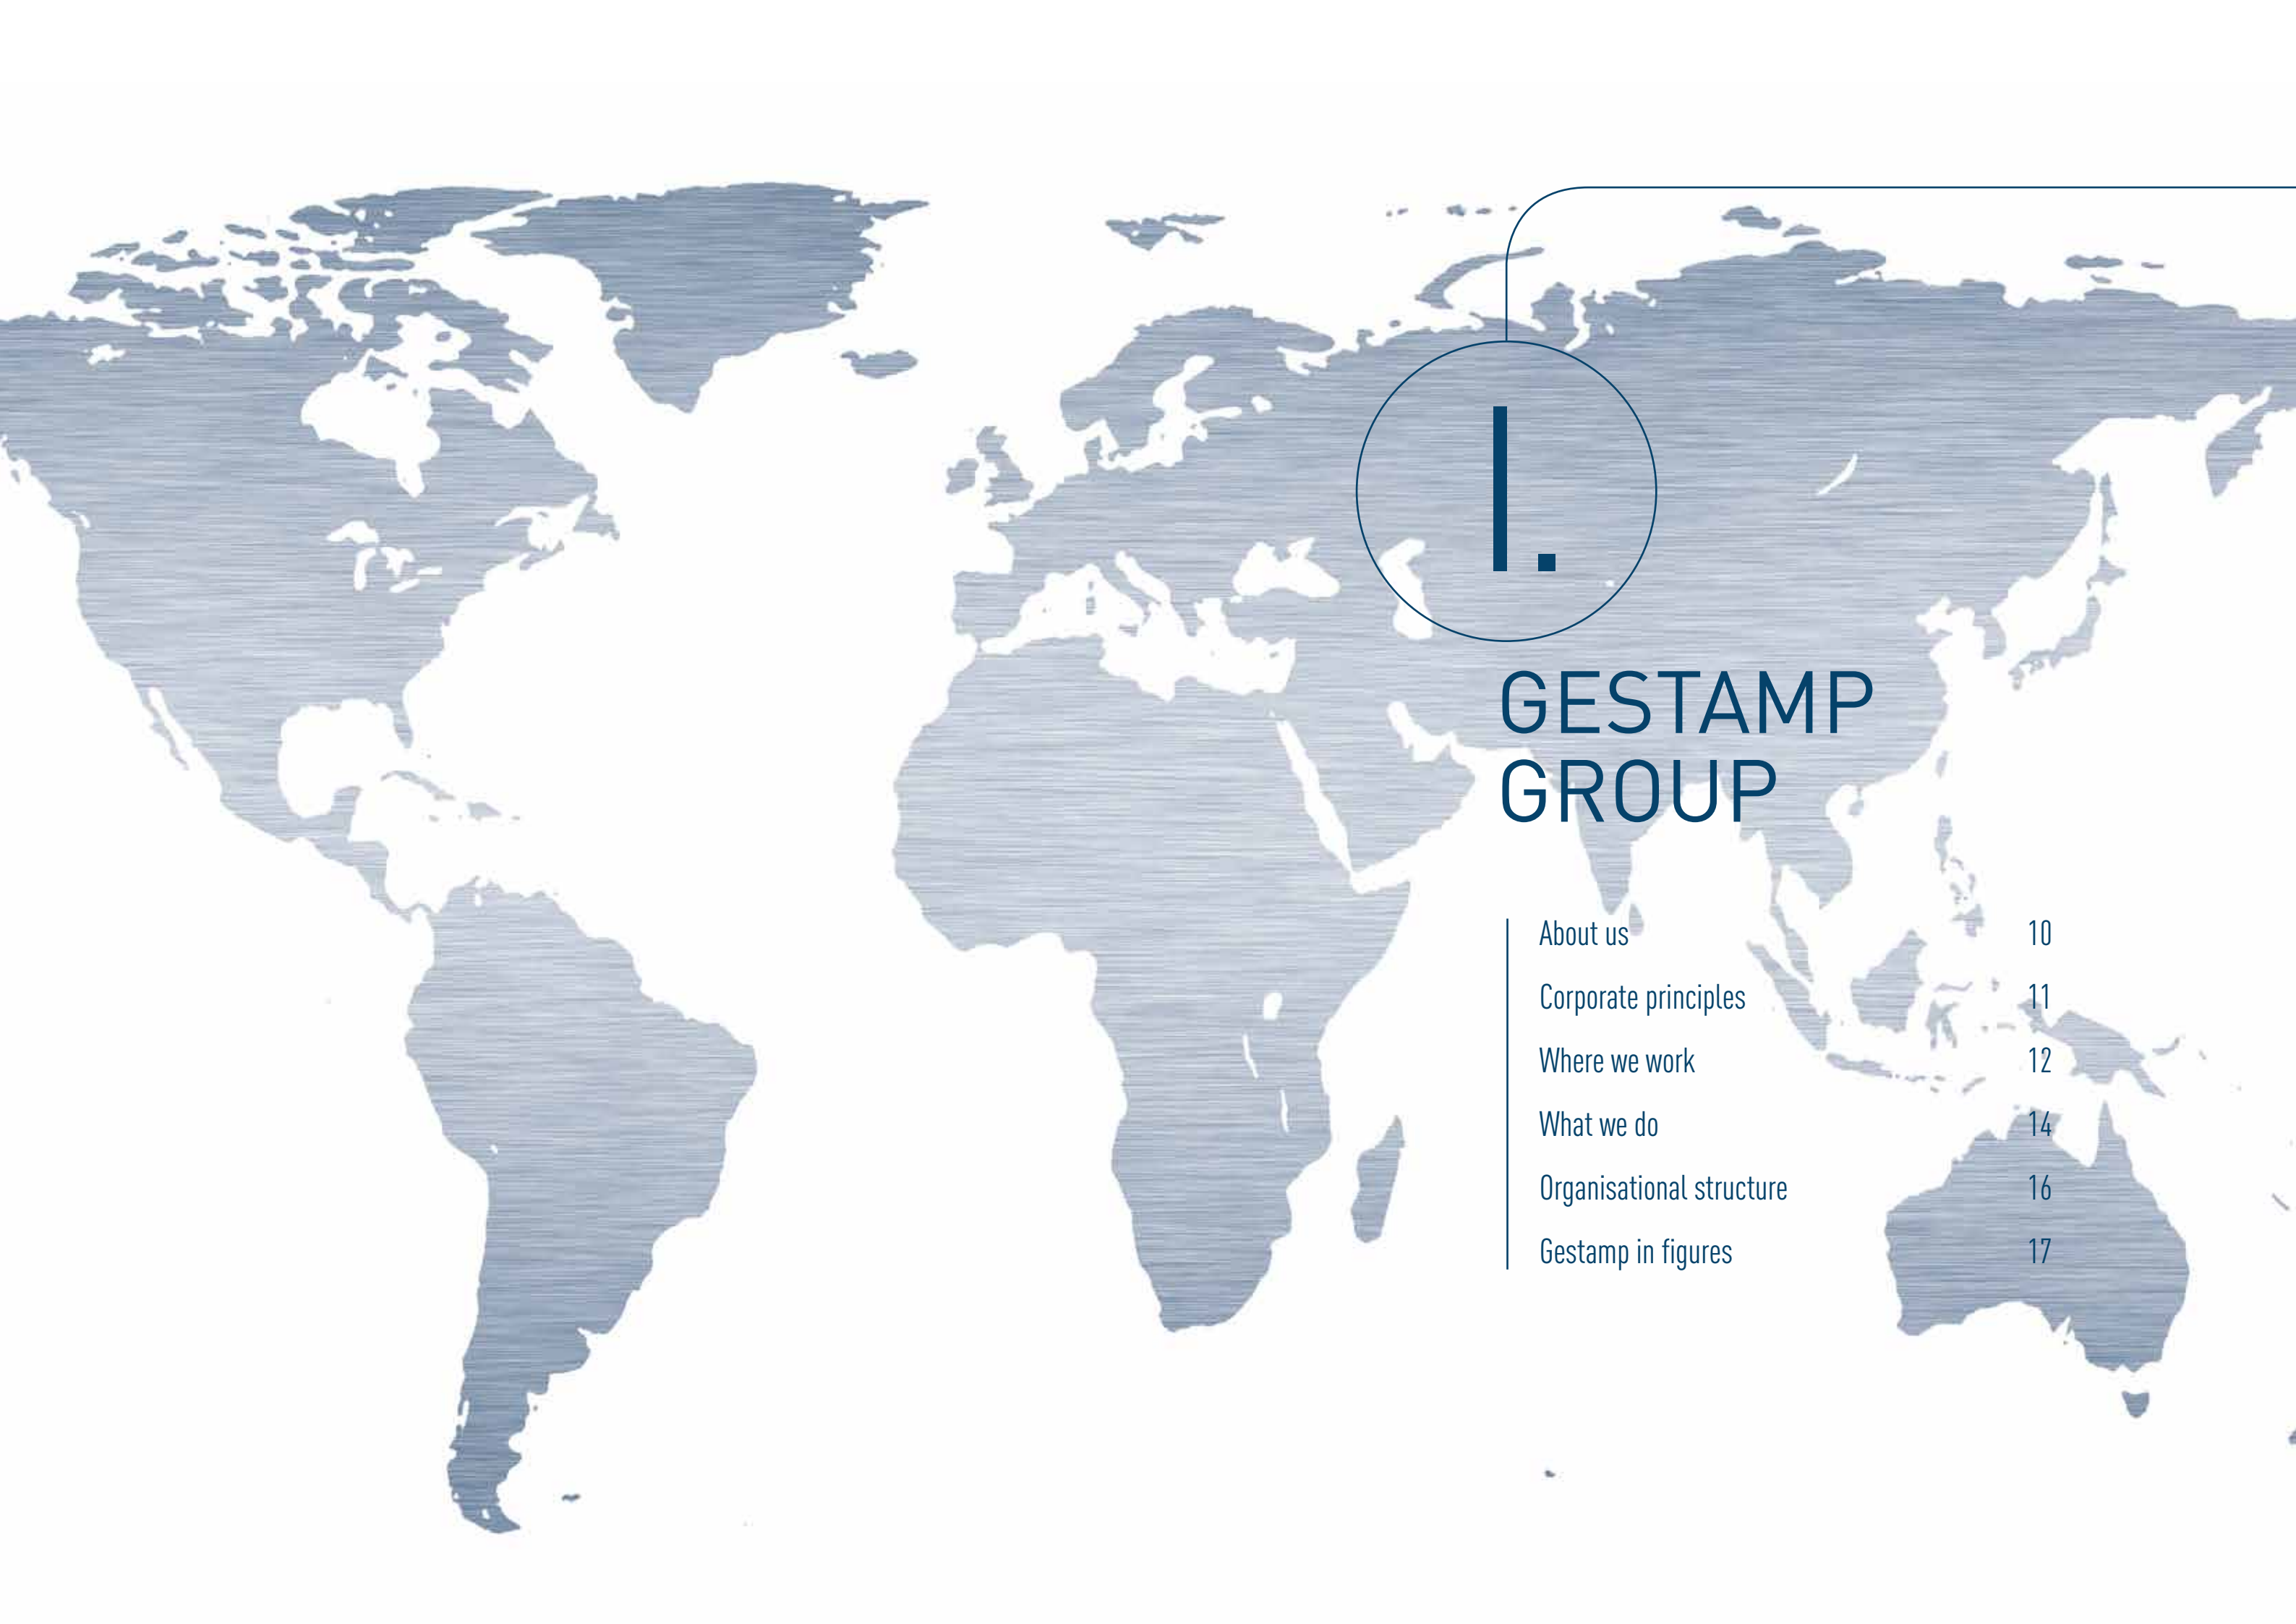 I.
GESTAMP
GROUP
About us 10
Corporate principles 11
Where we work 12
What we do 14
Organisational structure 16
Gestamp in figures 17